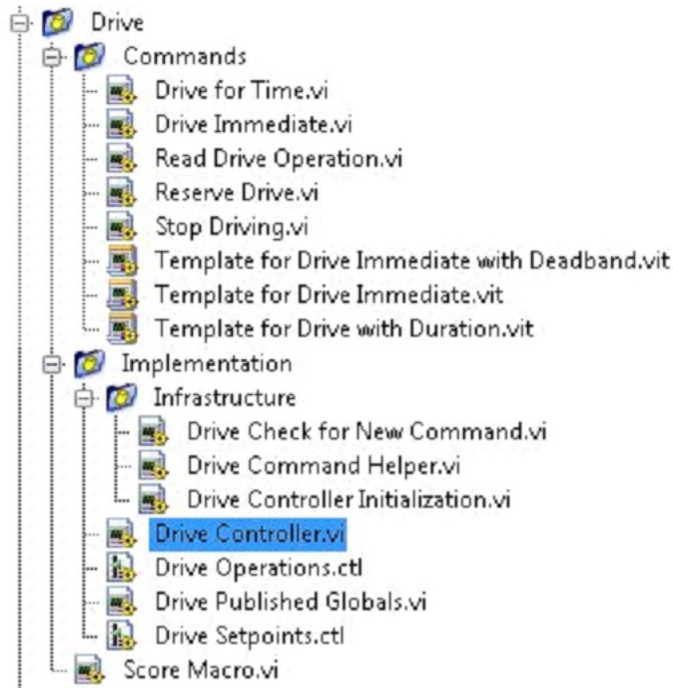 Drive
Commands
Drive for Time.vi
Drive Immediate.vi
Read Drive Operation.vi
Reserve Drive.vi
Stop Driving.vi
Template for Drive Immediate with Deadband.vit
Template for Drive Immediate.vit
Template for Drive with Duration.vit
Implementation
Infrastructure
Drive Check for New Command.vi
Drive Command Helper.vi
Drive Controller Initialization.vi
Drive Controller.vi
Drive Operations.ctl
Drive Published Globals.vi
Drive Setpoints.ctl
Score Macro.vi